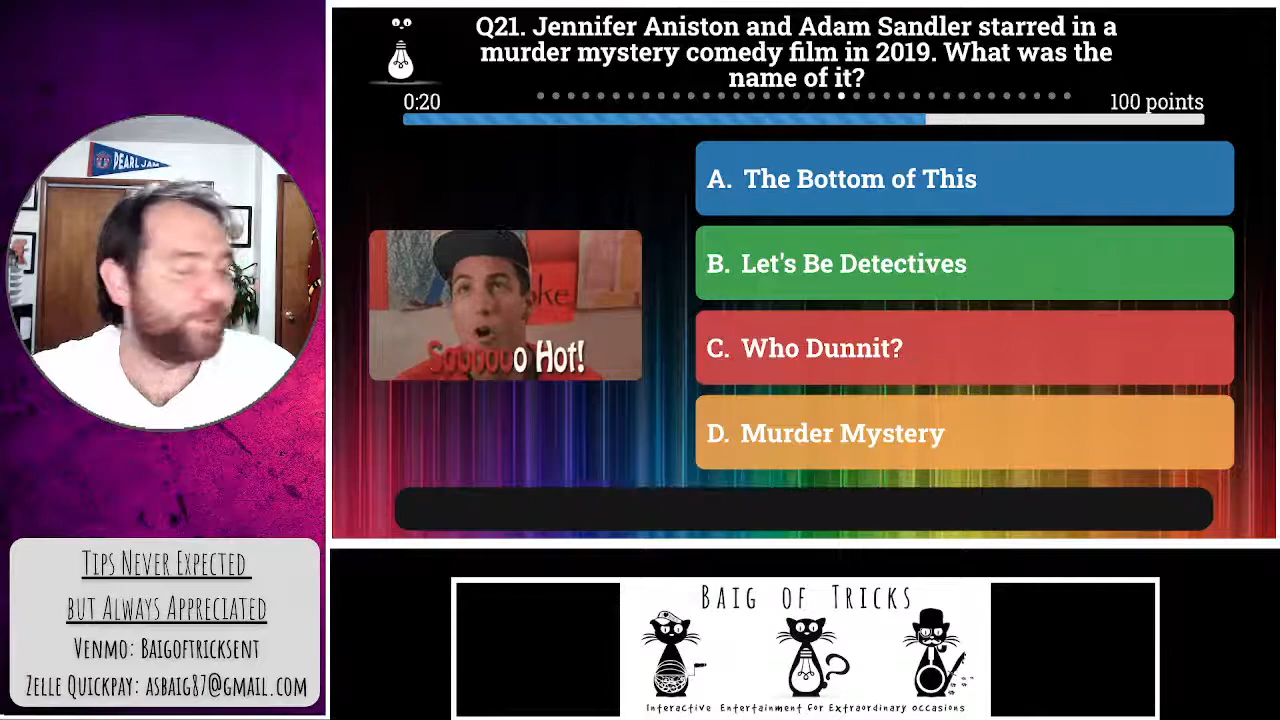 Q21. Jennifer Aniston and Adam Sandler starred in a
murder mystery comedy film in 2019. What was the
name of it?
0:20
100 points
PEARL JAM
A. The Bottom of This
B. Let's Be Detectives
C. Who Dunnit?
D. Murder Mystery
oke
Soooooo Hot!
Tips Never Expected
but Always Appreciated
Venmo: Baigoftricksent
Zelle Quickpay: asbaig87@gmail.com
Baig of Tricks
Interactive Entertainment for Extraordinary Occasions